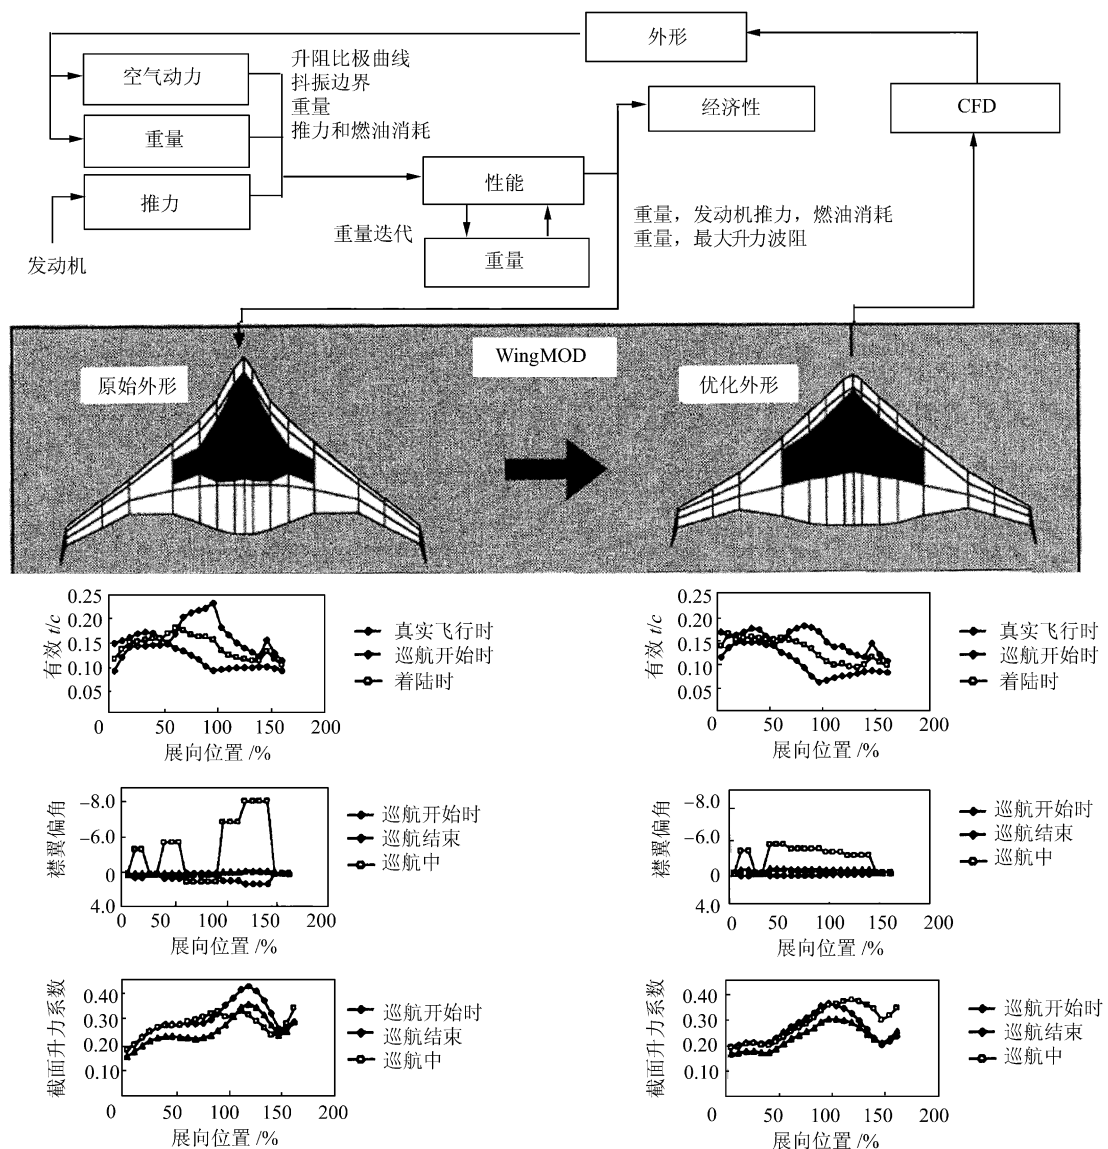 外形
升阻比极曲线
空气动力
抖振边界
经济性
CFD
重量
推力和燃油消耗
重量
性能
推力
重量,发动机推力,燃油消耗
重量迭代
重量,最大升力波阻
重量
发动机
WingMOD
原始外形
优化外形
0.25
0.20
0.15
0.10
0.05
0
50
100
150
200
有效 t/c
展向位置 /%
真实飞行时
巡航开始时
着陆时
0.25
0.20
0.15
0.10
0.05
0
50
100
150
200
有效 t/c
展向位置 /%
真实飞行时
巡航开始时
着陆时
-8.0
-6.0
0
4.0
0
50
100
150
200
襟翼偏角
展向位置 /%
巡航开始时
巡航结束
巡航中
-8.0
-6.0
0
4.0
0
50
100
150
200
襟翼偏角
展向位置 /%
巡航开始时
巡航结束
巡航中
0.40
0.30
0.20
0.10
0
50
100
150
200
截面升力系数
展向位置 /%
巡航开始时
巡航结束
巡航中
0.40
0.30
0.20
0.10
0
50
100
150
200
截面升力系数
展向位置 /%
巡航开始时
巡航结束
巡航中